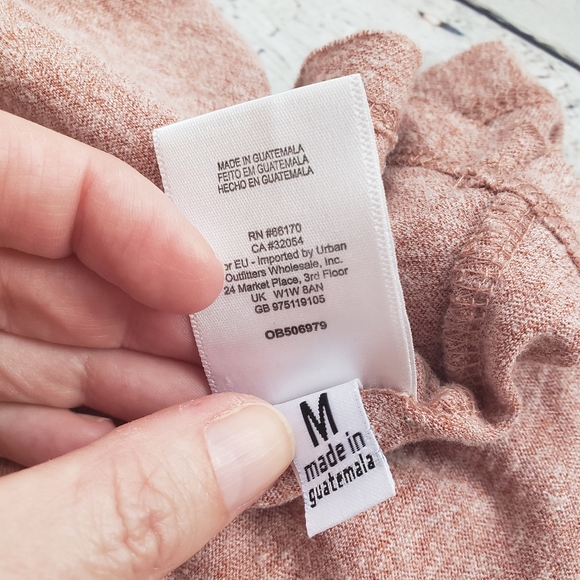 MADE IN GUATEMALA
FEITO EM GUATEMALA
HECHO EN GUATEMALA
RN #66170
CA #32054
or EU - Imported by Urban
Outfitters Wholesale, Inc.
24 Market Place, 3rd Floor
UK W1W 8AN
GB 975119105
OB506979
M
made in
guatemala